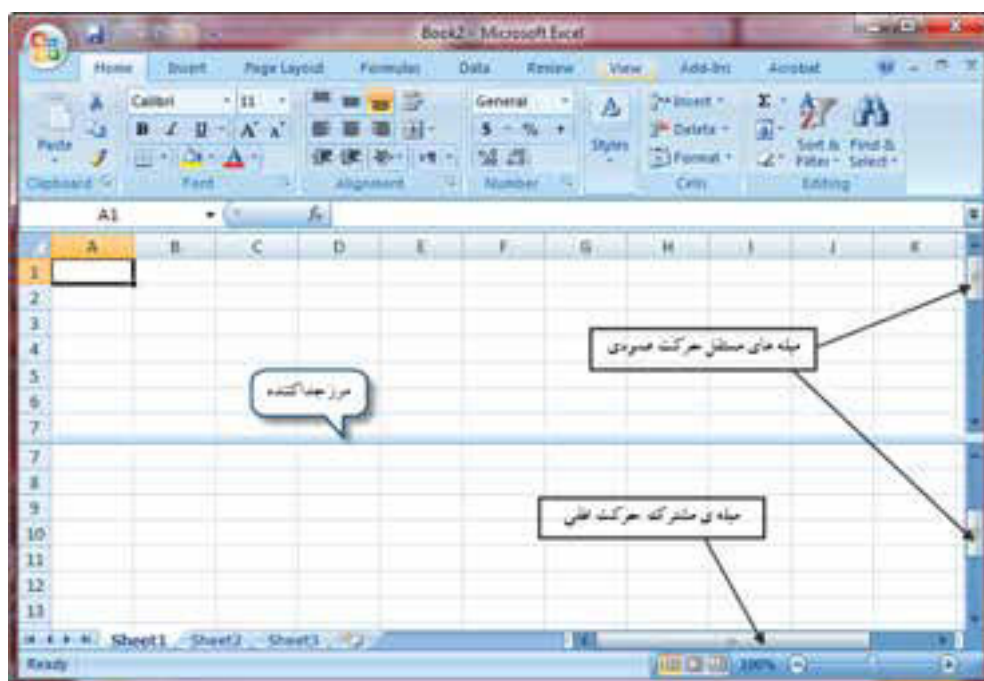 Book2 - Microsoft Excel
Home Insert Page Layout Formulas Data Review View Add-Ins Acrobat
Calibri 11 General Insert
B I U A A $ % Delete Sort & Find &
Paste Styles Format Filter Select
Clipboard Font Alignment Number Cells Editing
A1 fx
A B C D E F G H I J K
1
2
3
میله های مستقل حرکت عمودی
4
5
مرز جداکننده
6
7
7
8
9
میله ی مشترک حرکت افقی
10
11
12
13
Sheet1 Sheet2 Sheet3
Ready 100%